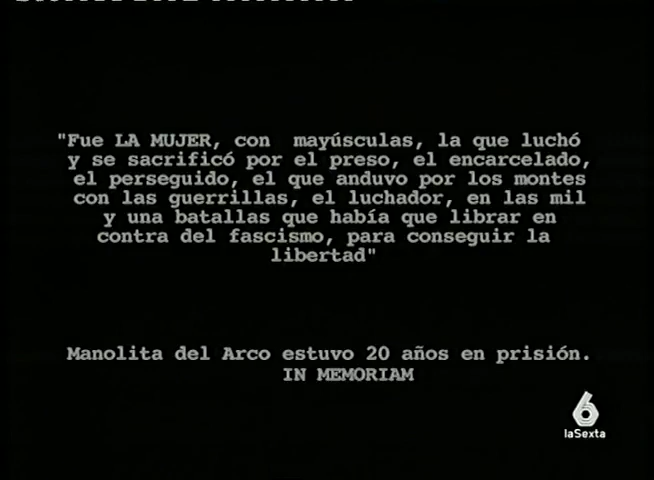 "Fue LA MUJER, con mayúsculas, la que luchó
y se sacrificó por el preso, el encarcelado,
el perseguido, el que anduvo por los montes
con las guerrillas, el luchador, en las mil
y una batallas que había que librar en
contra del fascismo, para conseguir la
libertad"
Manolita del Arco estuvo 20 años en prisión.
IN MEMORIAM
6
laSexta